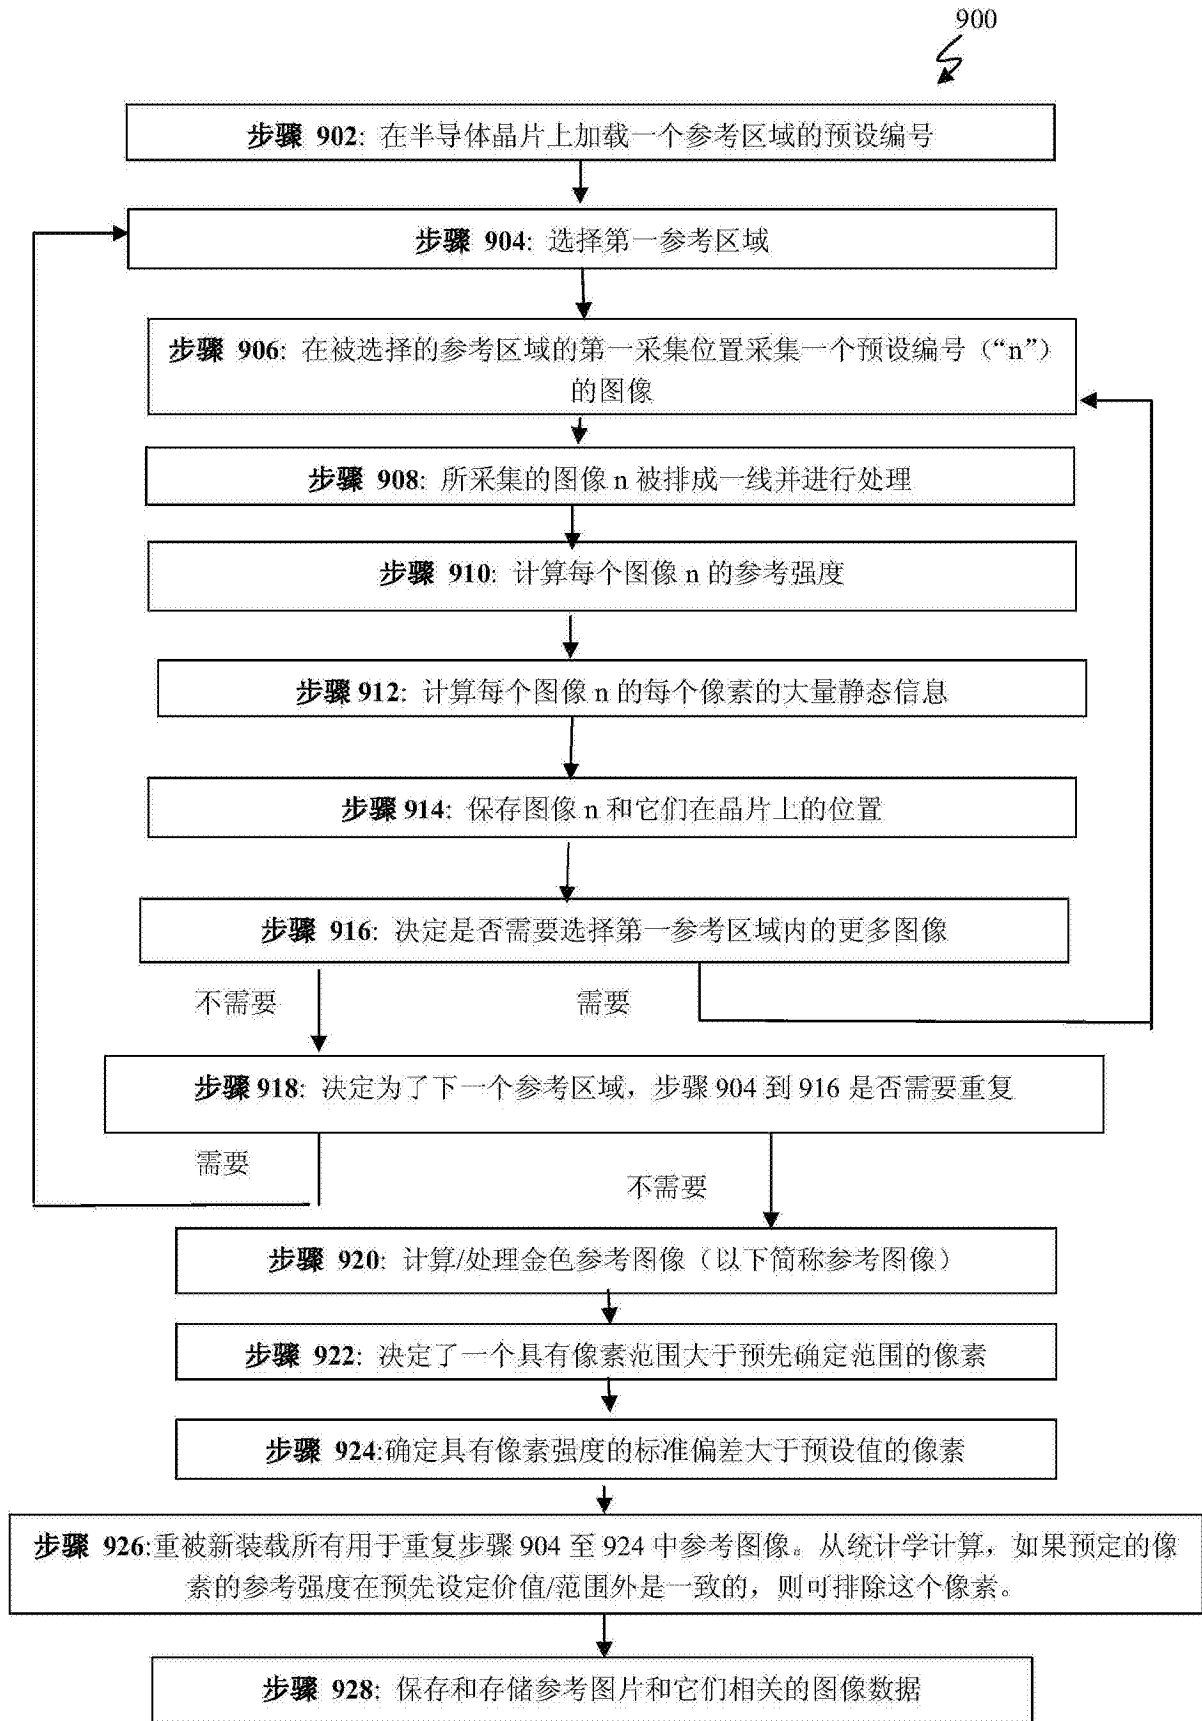 900
步骤 902: 在半导体晶片上加载一个参考区域的预设编号
步骤 904: 选择第一参考区域
步骤 906: 在被选择的参考区域的第一采集位置采集一个预设编号（“n”）
的图像
步骤 908: 所采集的图像 n 被排成一线并进行处理
步骤 910: 计算每个图像 n 的参考强度
步骤912: 计算每个图像 n 的每个像素的大量静态信息
步骤 914: 保存图像 n 和它们在晶片上的位置
步骤 916: 决定是否需要选择第一参考区域内的更多图像
不需要 需要
步骤918: 决定为了下一个参考区域，步骤 904 到 916 是否需要重复
需要
不需要
步骤 920: 计算/处理金色参考图像（以下简称参考图像）
步骤 922: 决定了一个具有像素范围大于预先确定范围的像素
步骤 924:确定具有像素强度的标准偏差大于预设值的像素
步骤 926:重被新装载所有用于重复步骤 904 至 924 中参考图像。从统计学计算，如果预定的像
素的参考强度在预先设定价值/范围外是一致的，则可排除这个像素。
步骤 928: 保存和存储参考图片和它们相关的图像数据